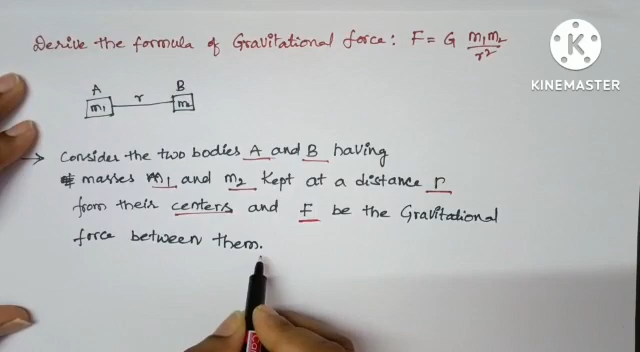 Derive the formula of Gravitational force: F = G m₁m₂/r²
K
KINEMASTER
A r B
m₁ m₂
→ Consider the two bodies A and B having
masses m₁ and m₂ kept at a distance r
from their centers and F be the Gravitational
force between them.
Ca